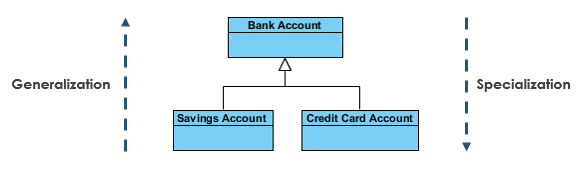 Bank Account
Generalization
Specialization
Savings Account
Credit Card Account